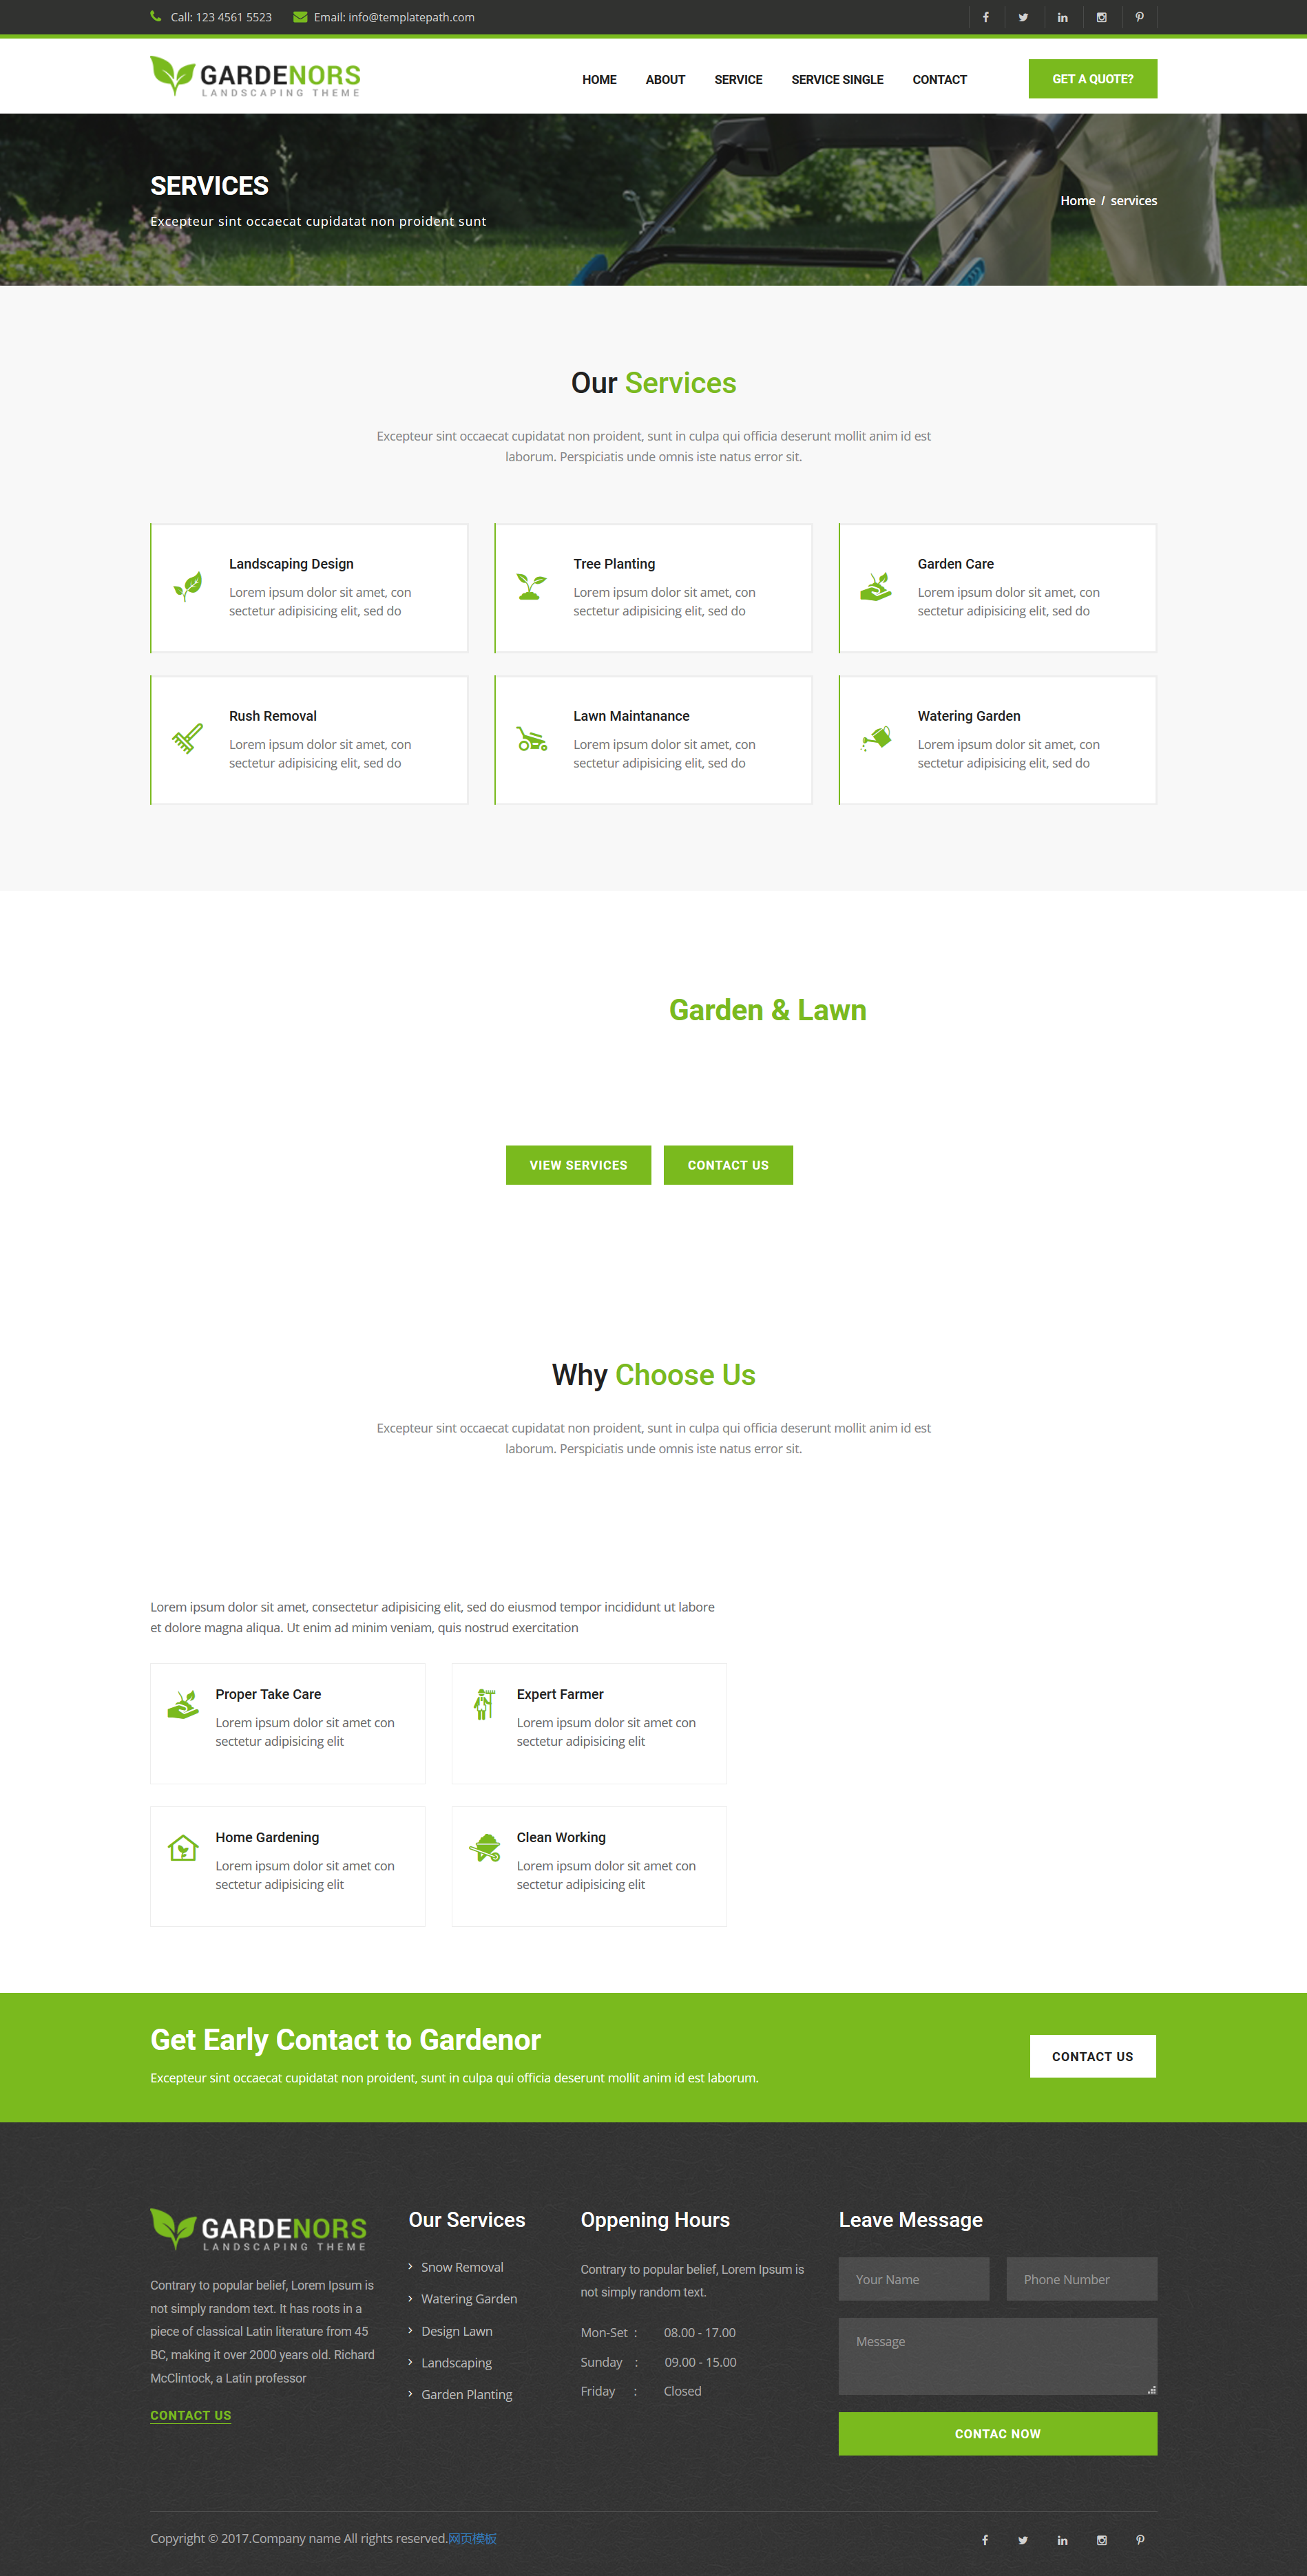 Call: 123 4561 5523 Email: info@templatepath.com
GARDENORS
LANDSCAPING THEME
HOME ABOUT SERVICE SERVICE SINGLE CONTACT
GET A QUOTE?
SERVICES
Excepteur sint occaecat cupidatat non proident sunt
Home / services
Our Services
Excepteur sint occaecat cupidatat non proident, sunt in culpa qui officia deserunt mollit anim id est
laborum. Perspiciatis unde omnis iste natus error sit.
Landscaping Design
Lorem ipsum dolor sit amet, con
sectetur adipisicing elit, sed do
Tree Planting
Lorem ipsum dolor sit amet, con
sectetur adipisicing elit, sed do
Garden Care
Lorem ipsum dolor sit amet, con
sectetur adipisicing elit, sed do
Rush Removal
Lorem ipsum dolor sit amet, con
sectetur adipisicing elit, sed do
Lawn Maintanance
Lorem ipsum dolor sit amet, con
sectetur adipisicing elit, sed do
Watering Garden
Lorem ipsum dolor sit amet, con
sectetur adipisicing elit, sed do
Garden & Lawn
VIEW SERVICES CONTACT US
Why Choose Us
Excepteur sint occaecat cupidatat non proident, sunt in culpa qui officia deserunt mollit anim id est
laborum. Perspiciatis unde omnis iste natus error sit.
Lorem ipsum dolor sit amet, consectetur adipisicing elit, sed do eiusmod tempor incididunt ut labore
et dolore magna aliqua. Ut enim ad minim veniam, quis nostrud exercitation
Proper Take Care
Lorem ipsum dolor sit amet con
sectetur adipisicing elit
Expert Farmer
Lorem ipsum dolor sit amet con
sectetur adipisicing elit
Home Gardening
Lorem ipsum dolor sit amet con
sectetur adipisicing elit
Clean Working
Lorem ipsum dolor sit amet con
sectetur adipisicing elit
Get Early Contact to Gardenor
Excepteur sint occaecat cupidatat non proident, sunt in culpa qui officia deserunt mollit anim id est laborum.
CONTACT US
GARDENORS
LANDSCAPING THEME
Contrary to popular belief, Lorem Ipsum is
not simply random text. It has roots in a
piece of classical Latin literature from 45
BC, making it over 2000 years old. Richard
McClintock, a Latin professor
CONTACT US
Our Services
Snow Removal
Watering Garden
Design Lawn
Landscaping
Garden Planting
Oppening Hours
Contrary to popular belief, Lorem Ipsum is
not simply random text.
Mon-Set : 08.00 - 17.00
Sunday : 09.00 - 15.00
Friday : Closed
Leave Message
Your Name Phone Number
Message
CONTAC NOW
Copyright © 2017.Company name All rights reserved.网页模板